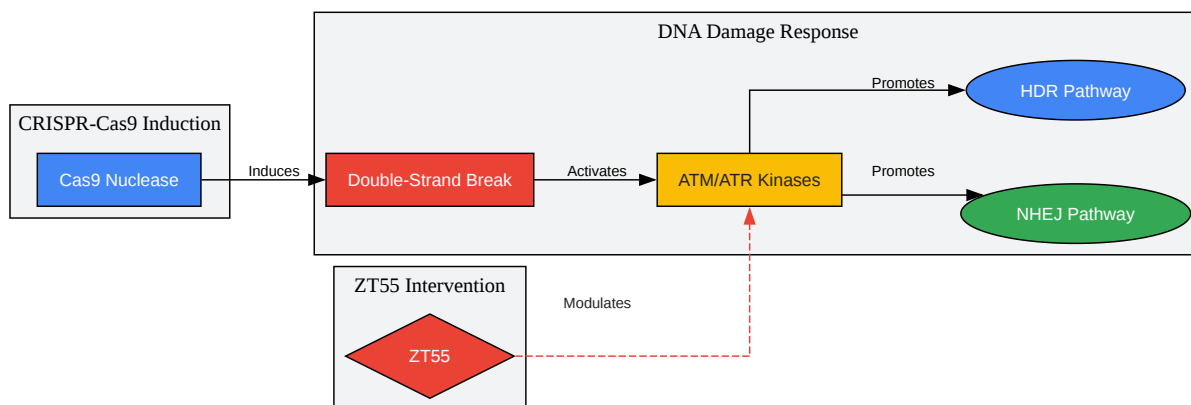 DNA Damage Response
Promotes
HDR Pathway
CRISPR-Cas9 Induction
Cas9 Nuclease
Induces
Double-Strand Break
Activates
ATM/ATR Kinases
Promotes
NHEJ Pathway
ZT55 Intervention
Modulates
ZT55